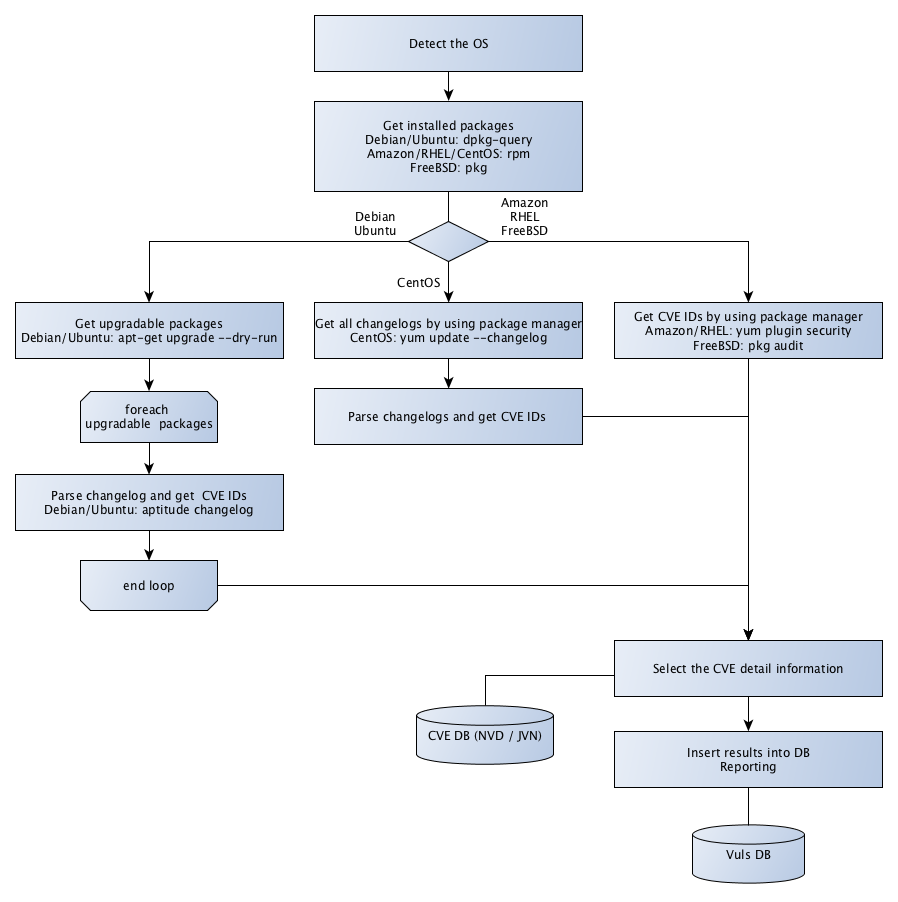 Detect the OS
Get installed packages
Debian/Ubuntu: dpkg-query
Amazon/RHEL/CentOS: rpm
FreeBSD: pkg
Debian
Ubuntu
Amazon
RHEL
FreeBSD
CentOS
Get upgradable packages
Debian/Ubuntu: apt-get upgrade --dry-run
Get all changelogs by using package manager
CentOS: yum update --changelog
Get CVE IDs by using package manager
Amazon/RHEL: yum plugin security
FreeBSD: pkg audit
foreach
upgradable packages
Parse changelogs and get CVE IDs
Parse changelog and get CVE IDs
Debian/Ubuntu: aptitude changelog
end loop
Select the CVE detail information
CVE DB (NVD / JVN)
Insert results into DB
Reporting
Vuls DB